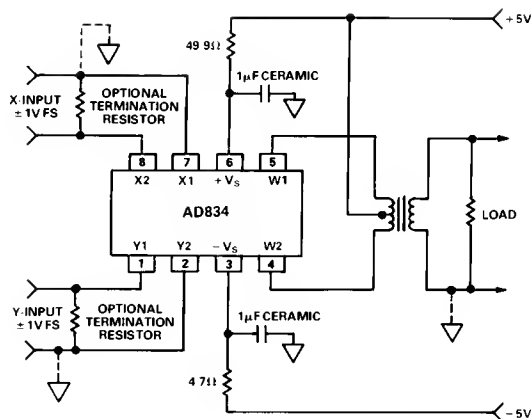 +5V
49.9Ω
1µF CERAMIC
X-INPUT
± 1V FS
OPTIONAL
TERMINATION
RESISTOR
8 7 6 5
X2 X1 +VS W1
AD834
Y1 Y2 −VS W2
1 2 3 4
LOAD
Y-INPUT
± 1V FS
OPTIONAL
TERMINATION
RESISTOR
1µF CERAMIC
4.7Ω
−5V